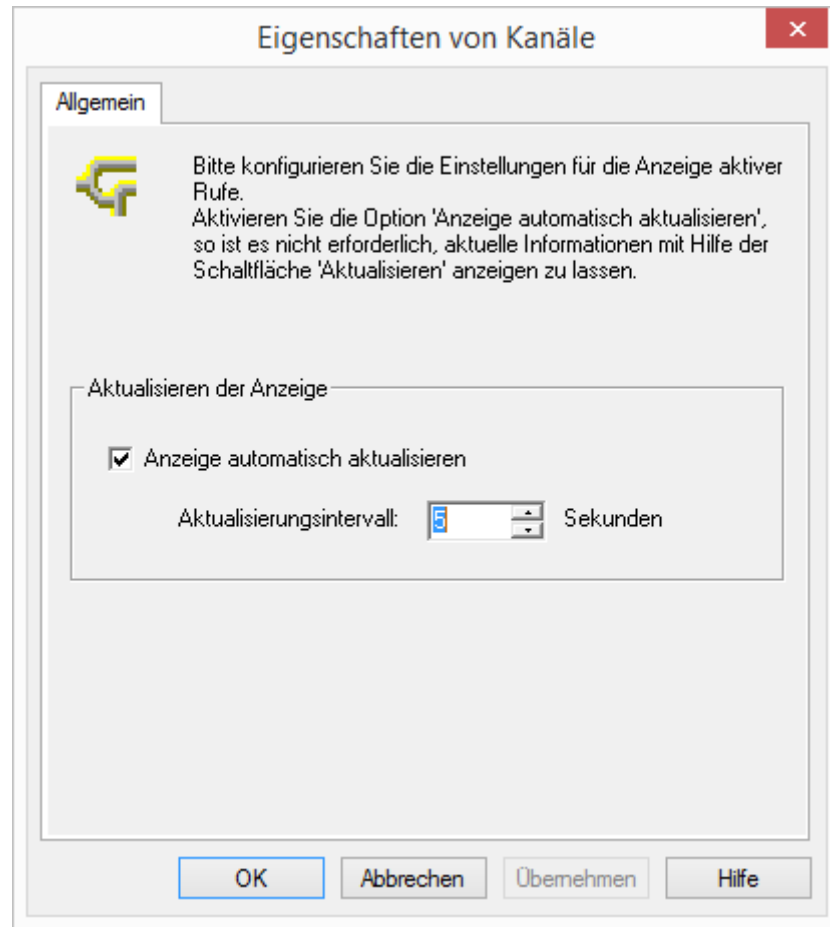 Eigenschaften von Kanäle
Allgemein
Bitte konfigurieren Sie die Einstellungen für die Anzeige aktiver
Rufe.
Aktivieren Sie die Option 'Anzeige automatisch aktualisieren',
so ist es nicht erforderlich, aktuelle Informationen mit Hilfe der
Schaltfläche 'Aktualisieren' anzeigen zu lassen.
Aktualisieren der Anzeige
Anzeige automatisch aktualisieren
Aktualisierungsintervall: 5 Sekunden
OK Abbrechen Übernehmen Hilfe